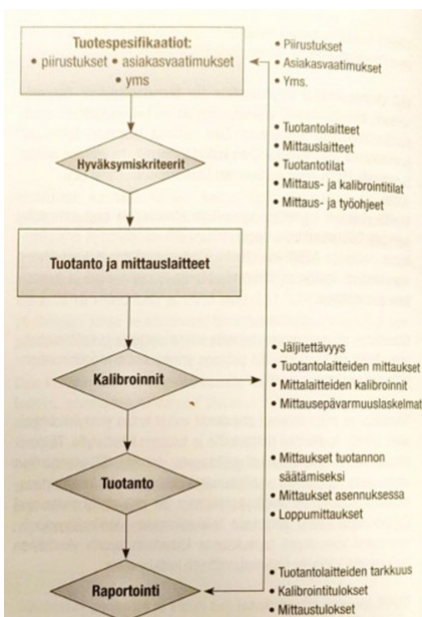 Tuotespesifikaatiot:
• piirustukset • asiakasvaatimukset
• yms
• Piirustukset
• Asiakasvaatimukset
• Yms.
Hyväksymiskriteerit
• Tuotantolaitteet
• Mittauslaitteet
• Tuotantotilat
• Mittaus- ja kalibrointitilat
• Mittaus- ja työohjeet
Tuotanto ja mittauslaitteet
Kalibroinnit
• Jäljitettävyys
• Tuotantolaitteiden mittaukset
• Mittalaitteiden kalibroinnit
• Mittausepävarmuuslaskelmat
Tuotanto
• Mittaukset tuotannon
säätämiseksi
• Mittaukset asennuksessa
• Loppumittaukset
Raportointi
• Tuotantolaitteiden tarkkuus
• Kalibrointitulokset
• Mittaustulokset